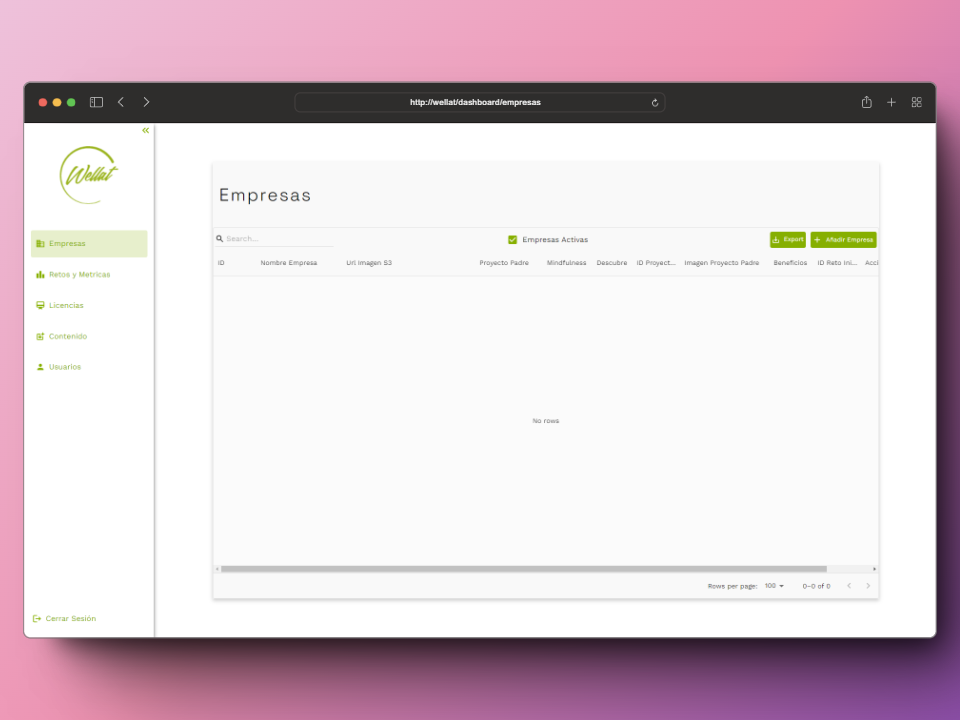 http://wellat/dashboard/empresas
Wellat
Empresas
Retos y Metricas
Licencias
Contenido
Usuarios
Cerrar Sesión
Empresas
Search...
Empresas Activas
Export
Añadir Empresa
ID Nombre Empresa Url Imagen S3 Proyecto Padre Mindfulness Descubre ID Proyect... Imagen Proyecto Padre Beneficios ID Reto Ini... Acci
No rows
Rows per page: 100 0–0 of 0